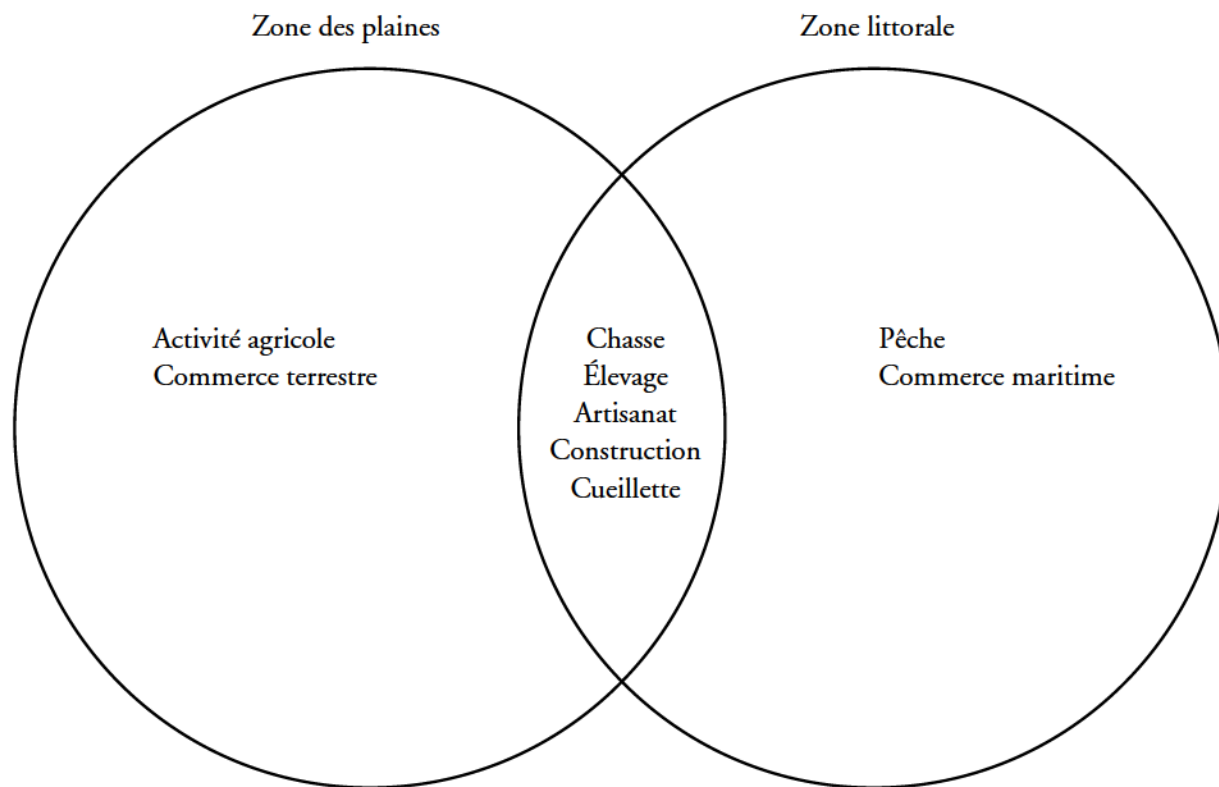 Zone des plaines
Zone littorale
Activité agricole
Commerce terrestre
Chasse
Élevage
Artisanat
Construction
Cueillette
Pêche
Commerce maritime